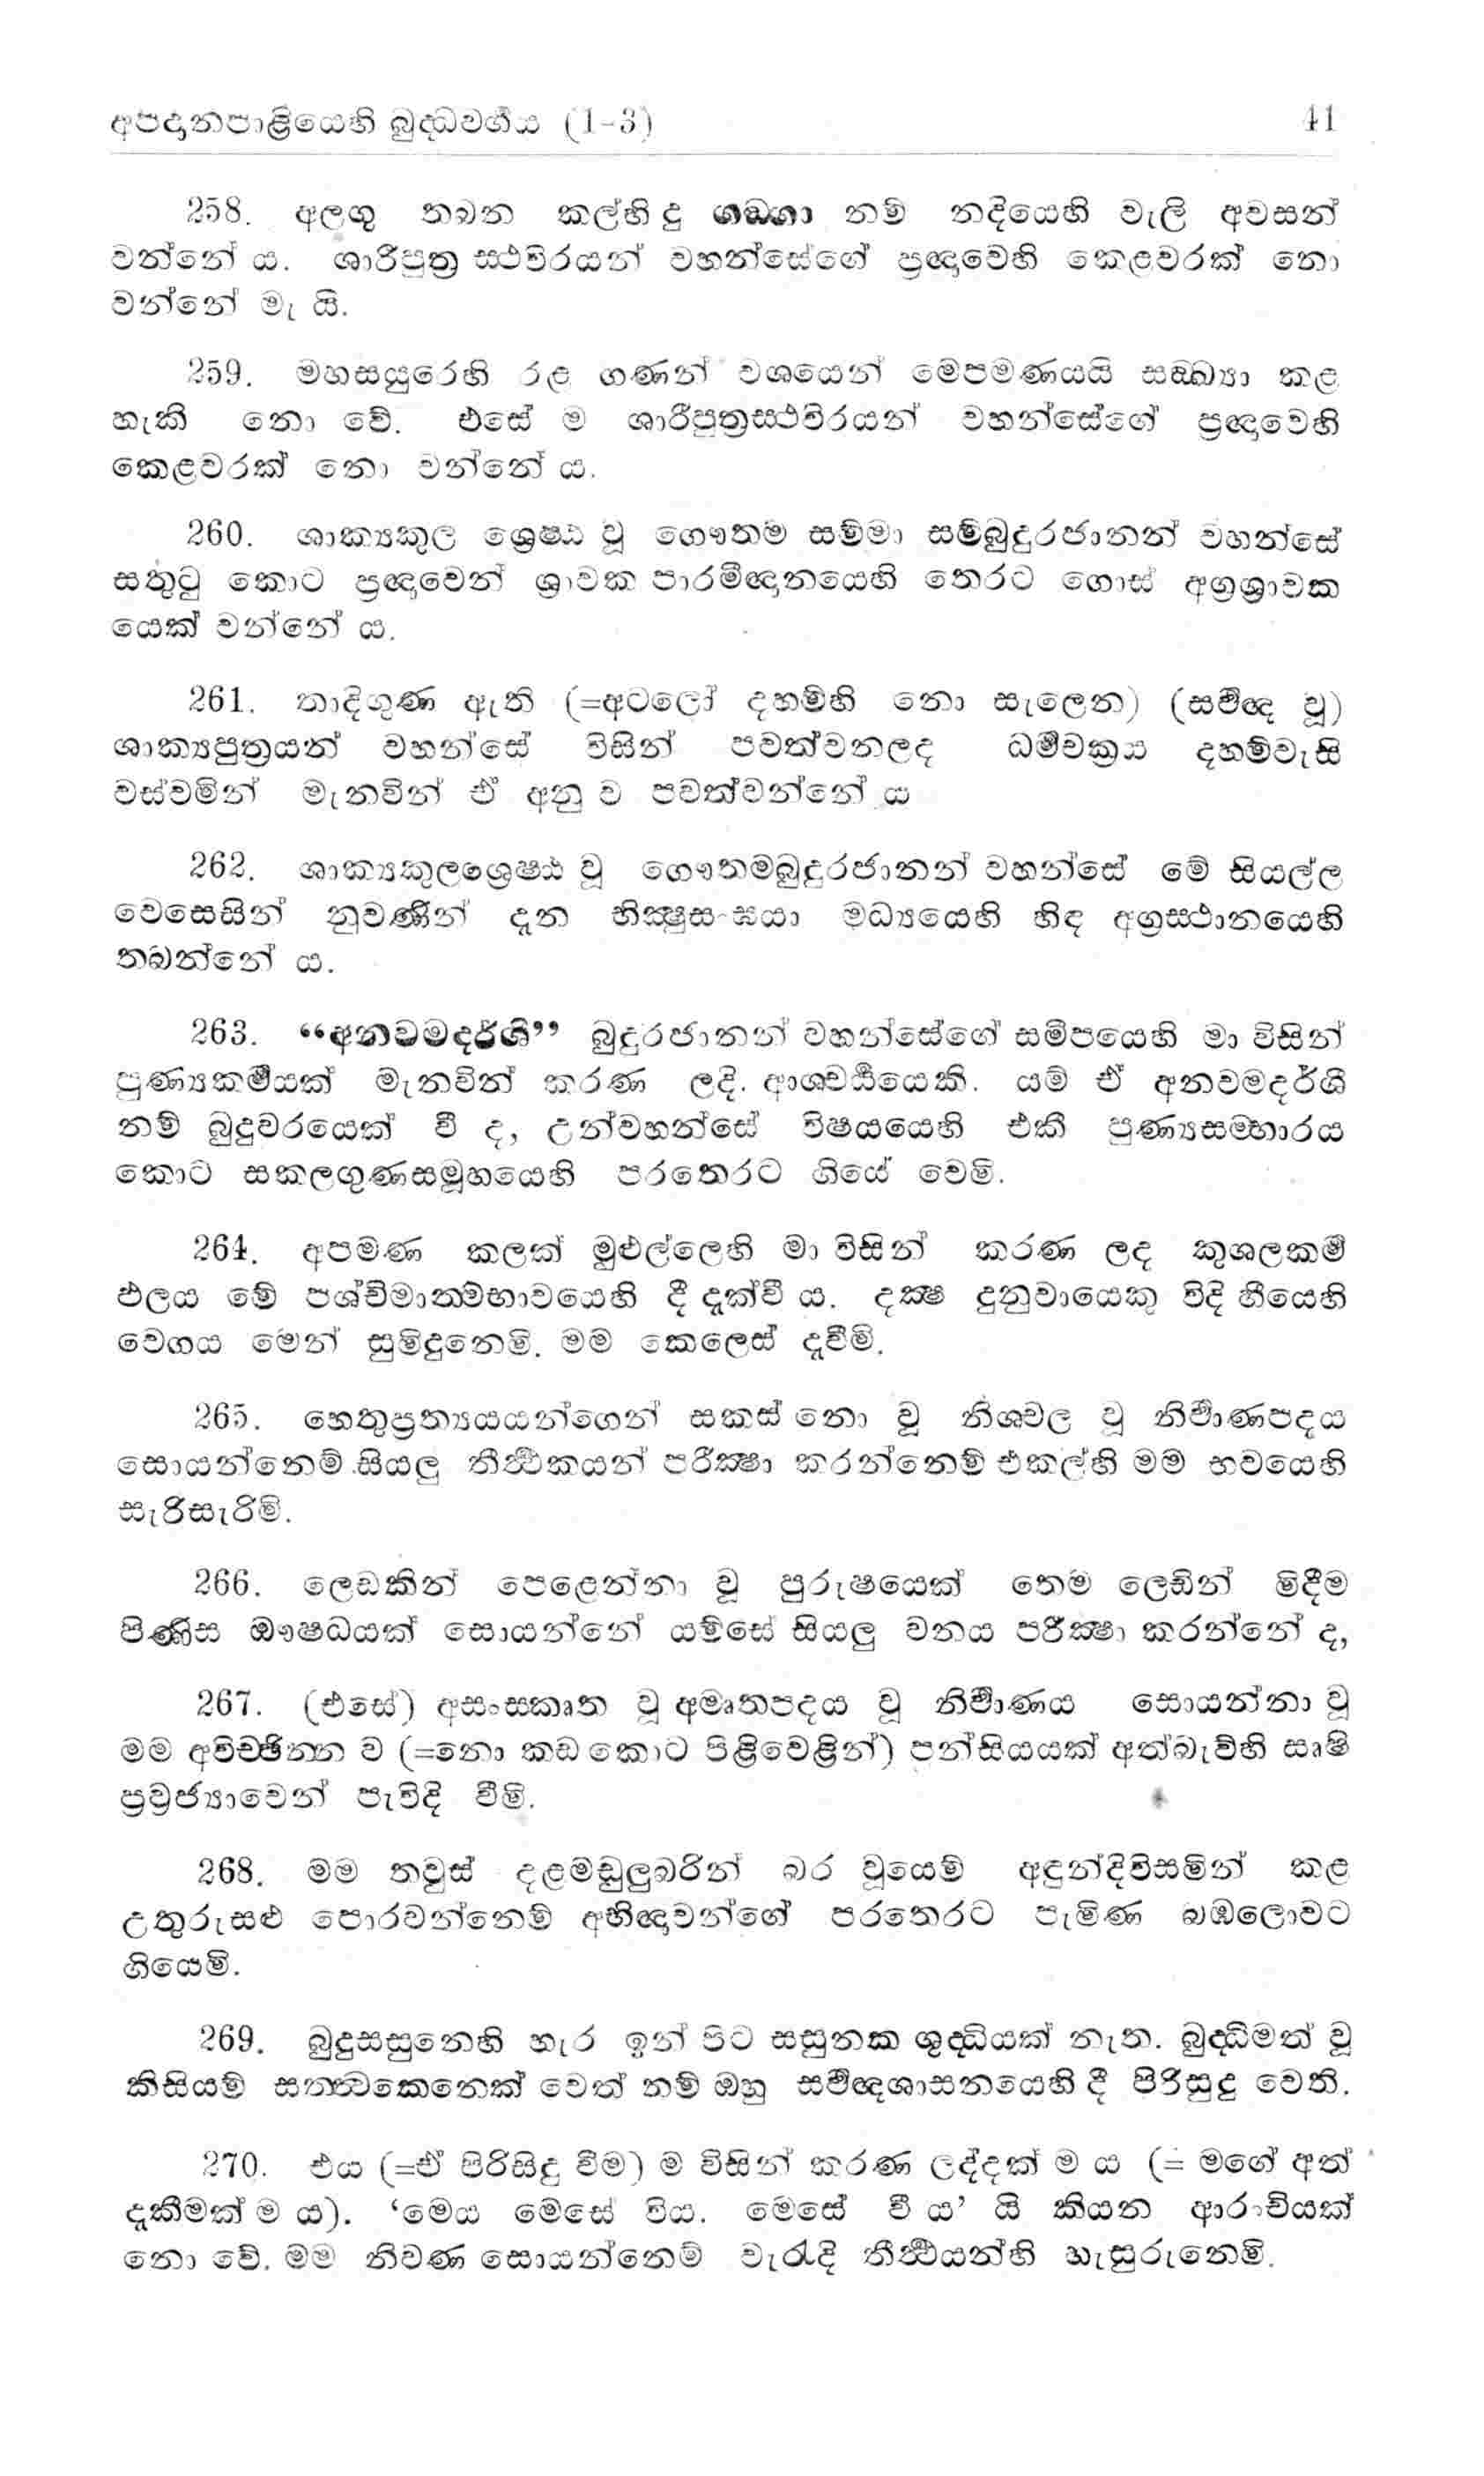 අපදානපාළියෙහි බුද්ධවර්ගය (1-3) 41
258. අලගු තබන කල්හි දු ගඞ්ගා නම් නදියෙහි වැලි අවසන්
වන්නේ ය. ශාරීපුත්‍ර ස්ථවිරයන් වහන්සේගේ ප්‍රඥාවෙහි කෙළවරක් නො
වන්නේ මැ යි.
259. මහසයුරෙහි රළ ගණන් වශයෙන් මෙපමණයයි සඞ්ඛ්‍යා කළ
හැකි නො වේ. එසේ ම ශාරීපුත්‍රස්ථවිරයන් වහන්සේගේ ප්‍රඥාවෙහි
කෙළවරක් නො වන්නේ ය.
260. ශාක්‍යකුල ශ්‍රෙෂ්ඨ වූ ගෞතම සම්මා සම්බුදුරජානන් වහන්සේ
සතුටු කොට ප්‍රඥාවෙන් ශ්‍රාවක පාරමීඥානයෙහි තෙරට ගොස් අග්‍රශ්‍රාවක
යෙක් වන්නේ ය.
261. තාදිගුණ ඇති (=අටලෝ දහම්හි නො සැලෙන) (සර්වඥ වූ)
ශාක්‍යපුත්‍රයන් වහන්සේ විසින් පවත්වනලද ධර්මචක්‍රය දහම්වැසි
වස්වමින් මැනවින් ඒ අනු ව පවත්වන්නේ ය
262. ශාක්‍යකුලශ්‍රෙෂ්ඨ වූ ගෞතමබුදුරජානන් වහන්සේ මේ සියල්ල
වෙසෙසින් නුවණින් දැන භික්ෂුසංඝයා මධ්‍යයෙහි හිඳ අග්‍රස්ථානයෙහි
තබන්නේ ය.
263. “අනවමදර්ශි” බුදුරජානන් වහන්සේගේ සමීපයෙහි මා විසින්
පුණ්‍යකර්මයක් මැනවින් කරණ ලදි. ආශ්චර්ය්‍යයෙකි. යම් ඒ අනවමදර්ශී
නම් බුදුවරයෙක් වී ද, උන්වහන්සේ විෂයයෙහි එකී පුණ්‍යසම්භාරය
කොට සකලගුණසමූහයෙහි පරතෙරට ගියේ වෙමි.
264. අපමණ කලක් මුළුල්ලෙහි මා විසින් කරණ ලද කුශලකර්ම
ඵලය මේ පශ්චිමාත්මභාවයෙහි දී දැක්වී ය. දක්ෂ දුනුවායෙකු විදි හීයෙහි
වෙගය මෙන් සුමිදුනෙමි. මම කෙලෙස් දැවීමි.
265. හෙතුප්‍රත්‍යයයන්ගෙන් සකස් නො වූ නිශ්චල වූ නිර්වාණපදය
සොයන්නෙම් සියලු තීර්ත්‍ථකයන් පරීක්ෂා කරන්නෙම් එකල්හි මම භවයෙහි
සැරිසැරීමි.
266. ලෙඩකින් පෙළෙන්නා වූ පුරුෂයෙක් තෙම ලෙඩින් මිදීම
පිණිස ඖෂධයක් සොයන්නේ යම්සේ සියලු වනය පරීක්ෂා කරන්නේ ද,
267. (එසේ) අසංස්කෘත වූ අමෘතපදය වූ නිර්වාණය සොයන්නා වූ
මම අවිච්ඡින්න ව (=නො කඩ කොට පිළිවෙළින්) පන්සියයක් අත්බැව්හි සෘෂි
ප්‍රව්‍රජ්‍යාවෙන් පැවිදි වීමි.
268. මම තවුස් දළමඩුලුබරින් බර වූයෙම් අඳුන්දිවිසමින් කළ
උතුරුසළු පොරවන්නෙම් අභිඥාවන්ගේ පරතෙරට පැමිණ බඹලොවට
ගියෙමි.
269. බුදුසසුනෙහි හැර ඉන් පිට සසුනක ශුද්ධියක් නැත. බුද්ධිමත් වූ
කිසියම් සත්ත්වකෙනෙක් වෙත් නම් ඔහු සර්වඥශාසනයෙහි දී පිරිසුදු වෙති.
270. එය (=ඒ පිරිසිදු වීම) ම විසින් කරණ ලද්දක් ම ය (= මගේ අත්
දැකීමක් ම ය). ‘මෙය මෙසේ විය. මෙසේ වී ය’ යි කියන ආරාචියක්
නො වේ. මම නිවණ සොයන්නෙම් වැරැදි තීර්ත්‍ථයන්හි හැසුරුනෙමි.